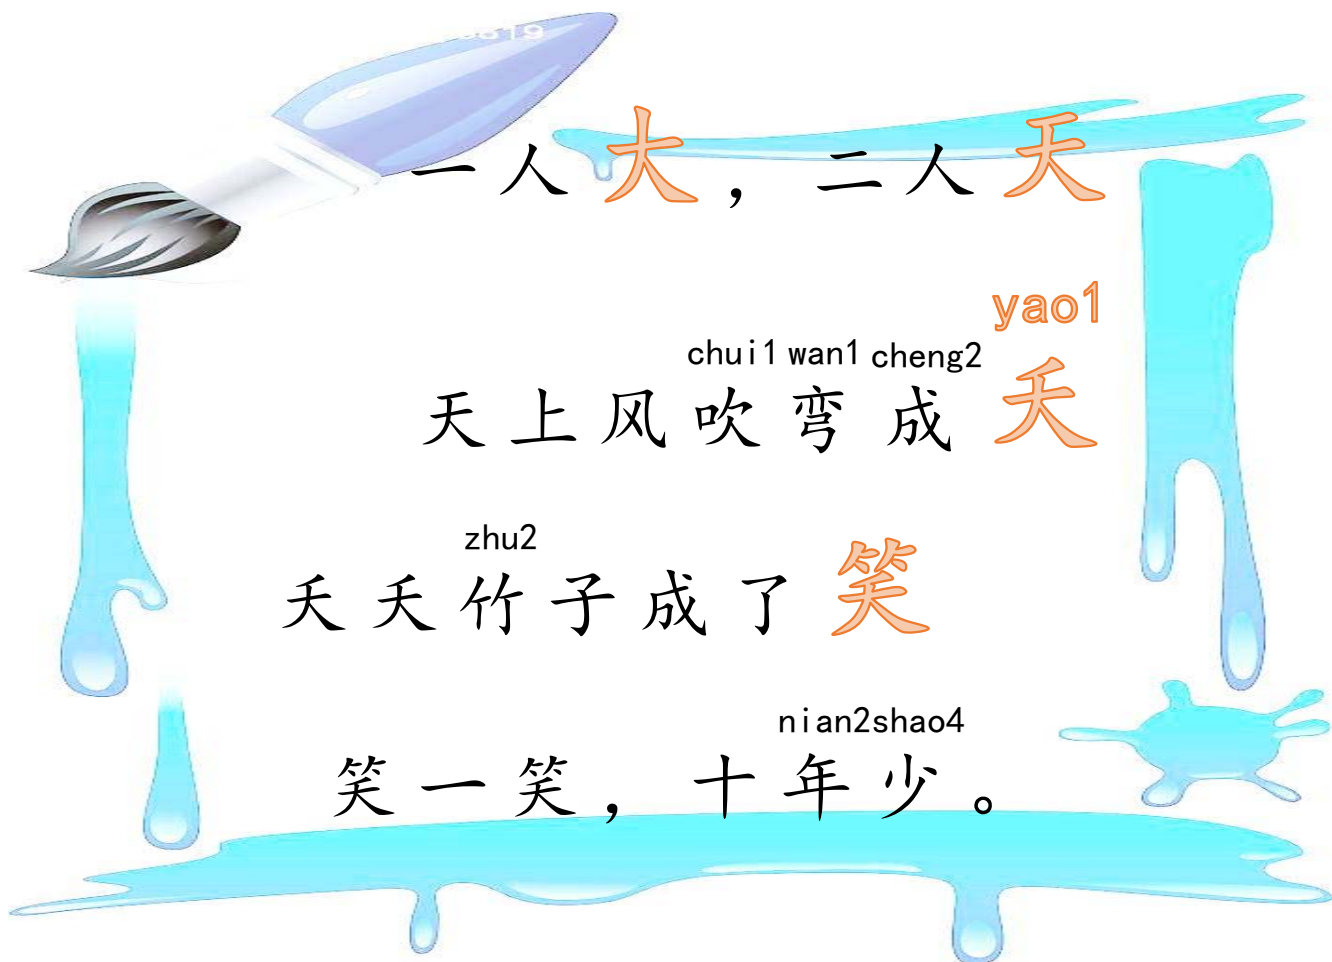 一人大，二人天
yao1
chui1 wan1 cheng2
天上风吹弯成夭
zhu2
夭夭竹子成了笑
nian2shao4
笑一笑，十年少。